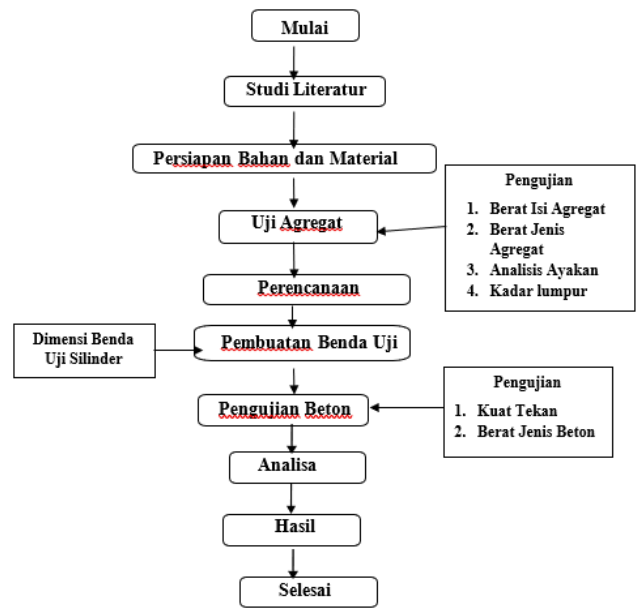 Mulai
Studi Literatur
Persiapan Bahan dan Material
Uji Agregat
Pengujian
1. Berat Isi Agregat
2. Berat Jenis
Agregat
3. Analisis Ayakan
4. Kadar lumpur
Perencanaan
Dimensi Benda
Uji Silinder
Pembuatan Benda Uji
Pengujian Beton
Pengujian
1. Kuat Tekan
2. Berat Jenis Beton
Analisa
Hasil
Selesai